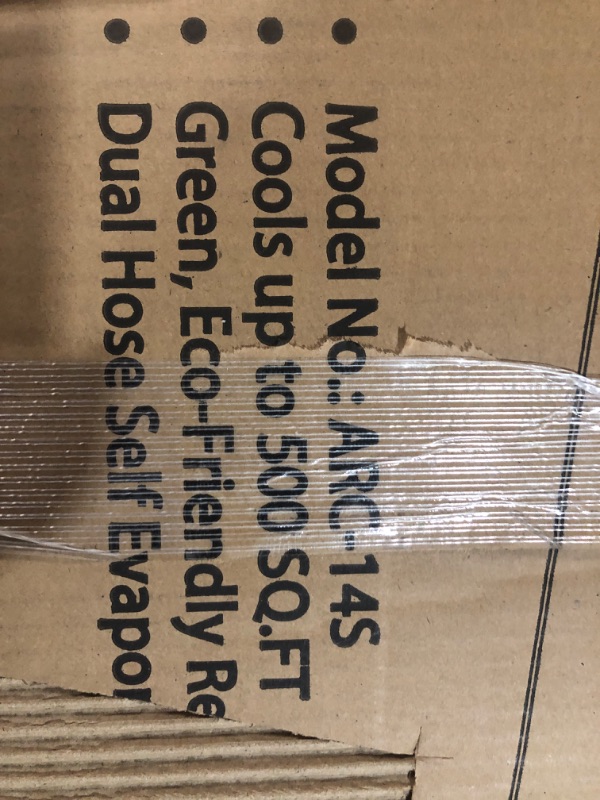 • Model No.: ARC-14S
• Cools up to 500 SQ.FT
• Green, Eco-Friendly Re
• Dual Hose Self Evapor